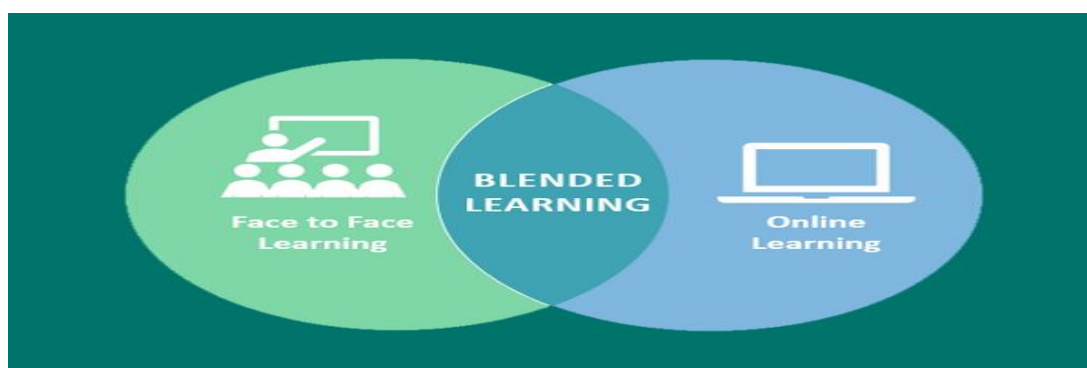 Face to Face
Learning
BLENDED
LEARNING
Online
Learning